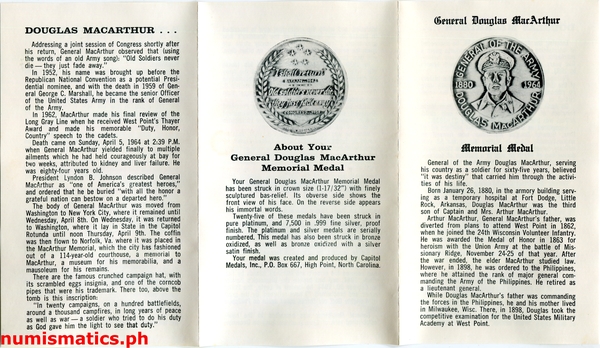 DOUGLAS MACARTHUR . . .
Addressing a joint session of Congress shortly after
his return, General MacArthur observed that (using
the words of an old Army song): "Old Soldiers never
die — they just fade away."
In 1952, his name was brought up before the
Republican National Convention as a potential Presi-
dential nominee, and with the death in 1959 of Gen-
eral George C. Marshall, he became the senior Officer
of the United States Army in the rank of General
of the Army.
In 1962, MacArthur made his final review of the
Long Gray Line when he received West Point's Thayer
Award and made his memorable "Duty, Honor,
Country" speech to the cadets.
Death came on Sunday, April 5, 1964 at 2:39 P.M.
when General MacArthur yielded finally to multiple
ailments which he had held courageously at bay for
two weeks, attributed to kidney and liver failure. He
was eighty-four years old.
President Lyndon B. Johnson described General
MacArthur as "one of America's greatest heroes,"
and ordered that he be buried with "all the honor a
grateful nation can bestow on a departed hero."
The body of General MacArthur was moved from
Washington to New York City, where it remained until
Wednesday, April 8th. On Wednesday, it was returned to
Washington, where it lay in State in the Capitol
Rotunda until noon Thursday, April 9th. The coffin
was then flown to Norfolk, Va. where it was placed in
the MacArthur Memorial, which the city has fashioned
out of a 114-year-old courthouse, a memorial to
MacArthur, a museum for his memorabilia, and a
mausoleum for his remains.
There are the famous crunched campaign hat, with
its scrambled eggs insignia, and one of the corncob
pipes that were his trademark. There too, above the
tomb is this inscription:
"In twenty campaigns, on a hundred battlefields,
around a thousand campfires, in long years of peace
as well as war — a soldier who tried to do his duty
as God gave him the light to see that duty."
numismatics.ph
I shall return
Old soldiers never die
they just fade away
About Your
General Douglas MacArthur
Memorial Medal
Your General Douglas MacArthur Memorial Medal
has been struck in crown size (1-17/32") with finely
sculptured bas-relief. Its obverse side shows the
front view of his face. On the reverse side appears
his immortal words.
Twenty-five of these medals have been struck in
pure platinum, and 7,500 in .999 fine silver, proof
finish. The platinum and silver medals are serially
numbered. This medal has also been struck in bronze
oxidized, as well as bronze oxidized with a silver
satin finish.
Your medal was created and produced by Capitol
Medals, Inc., P.O. Box 667, High Point, North Carolina.
General Douglas MacArthur
GENERAL OF THE ARMY
1880 1964
DOUGLAS MACARTHUR
Memorial Medal
General of the Army Douglas MacArthur, serving
his country as a soldier for sixty-five years, believed
"it was destiny" that carried him through the activi-
ties of his life.
Born January 26, 1880, in the armory building serv-
ing as a temporary hospital at Fort Dodge, Little
Rock, Arkansas, Douglas MacArthur was the third
son of Captain and Mrs. Arthur MacArthur.
Arthur MacArthur, General MacArthur's father, was
diverted from plans to attend West Point in 1862,
when he joined the 24th Wisconsin Volunteer Infantry.
He was awarded the Medal of Honor in 1863 for
heroism with the Union Army at the battle of Mis-
sionary Ridge, November 24-25 of that year. After
the war ended, the elder MacArthur studied law.
However, in 1898, he was ordered to the Philippines,
where he attained the rank of major general com-
manding the Army of the Philippines. He retired as
a lieutenant general.
While Douglas MacArthur's father was commanding
the forces in the Philippines, he and his mother lived
in Milwaukee, Wisc. There, in 1898, Douglas took the
competitive examination for the United States Military
Academy at West Point.